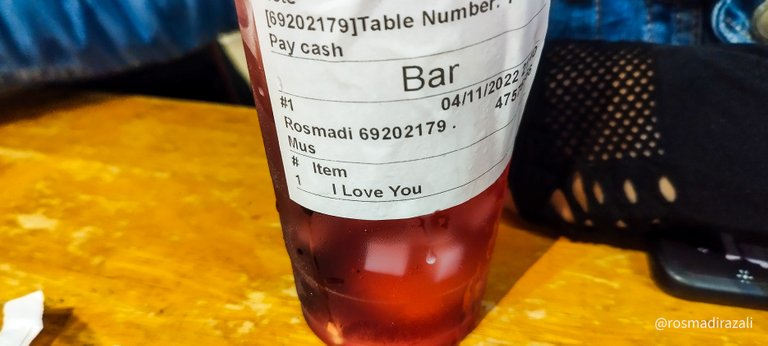 [69202179]Table Number:
Pay cash
Bar
#1 04/11/2022
Rosmadi 69202179 .
Mus
# Item
1 I Love You
@rosmadirazali